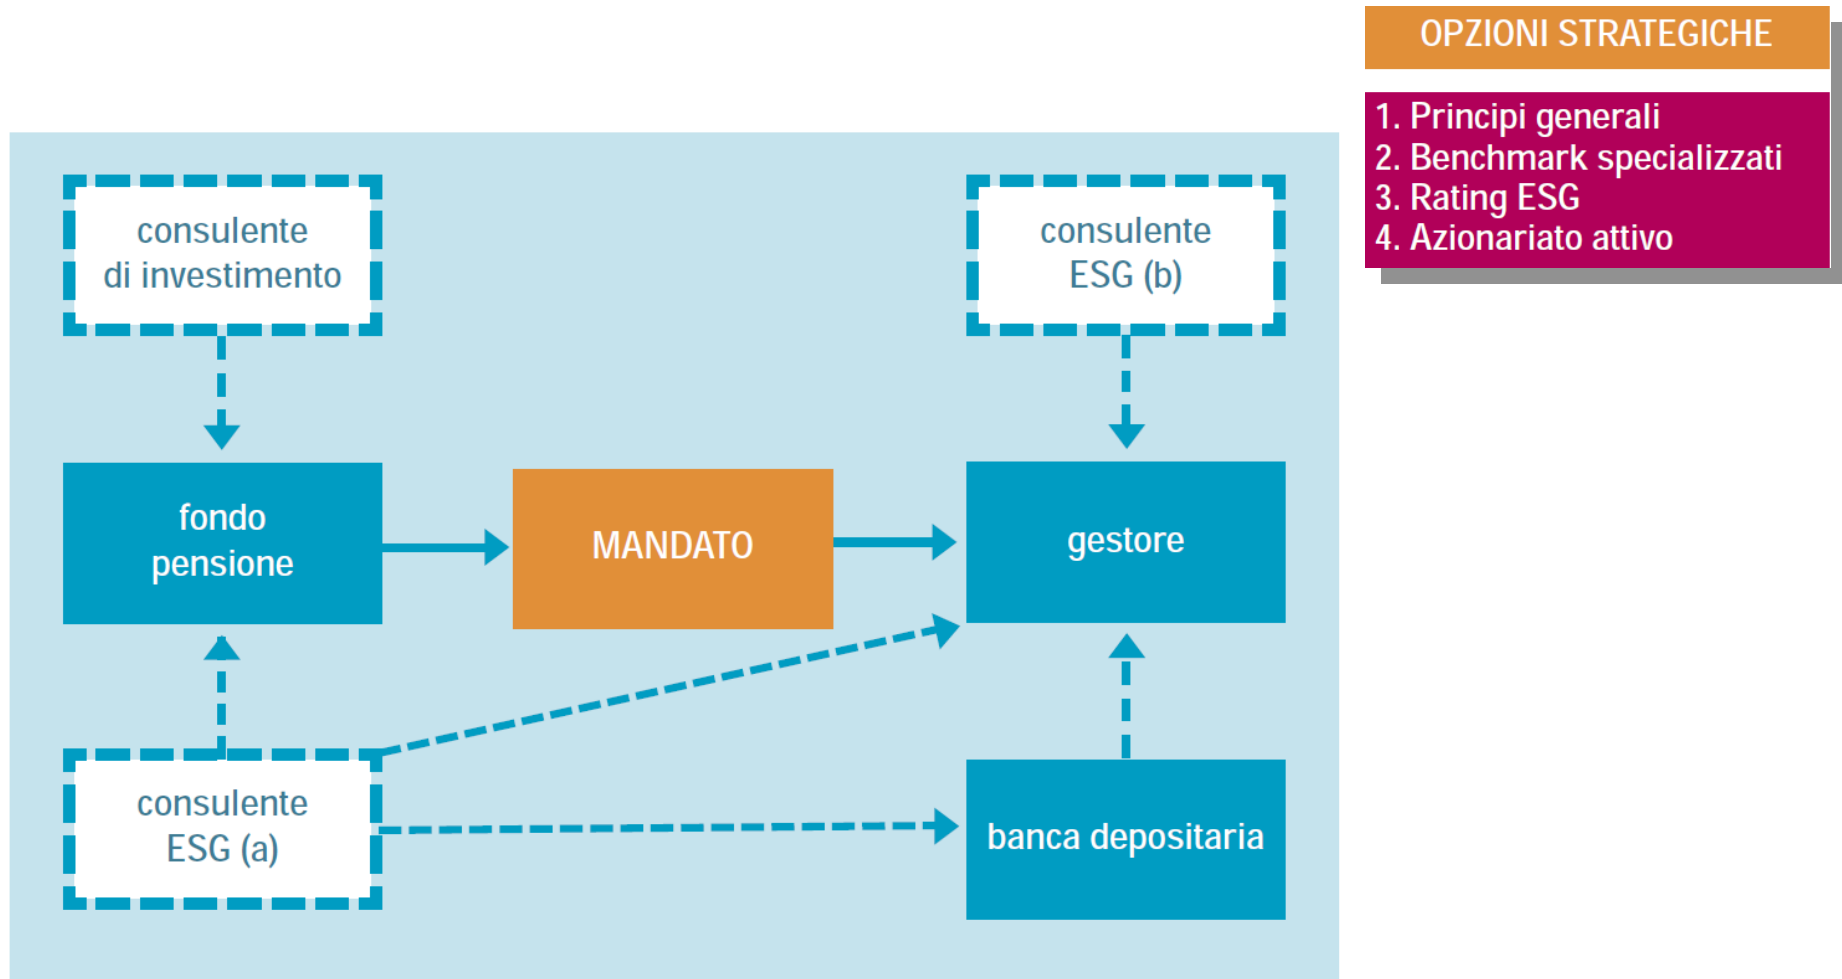 OPZIONI STRATEGICHE
1. Principi generali
2. Benchmark specializzati
3. Rating ESG
4. Azionariato attivo
consulente
di investimento
consulente
ESG (b)
fondo
pensione
MANDATO
gestore
consulente
ESG (a)
banca depositaria